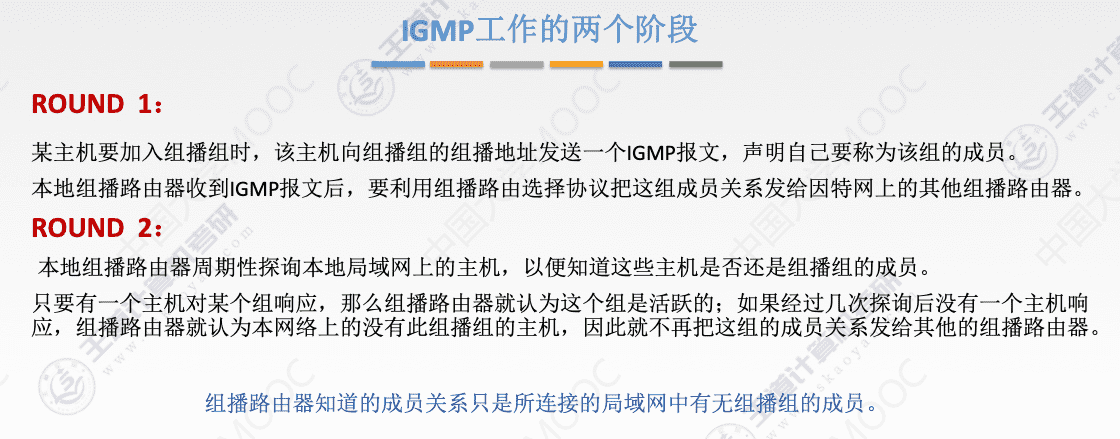 IGMP工作的两个阶段
ROUND 1：
某主机要加入组播组时，该主机向组播组的组播地址发送一个IGMP报文，声明自己要称为该组的成员。
本地组播路由器收到IGMP报文后，要利用组播路由选择协议把这组成员关系发给因特网上的其他组播路由器。
ROUND 2：
本地组播路由器周期性探询本地局域网上的主机，以便知道这些主机是否还是组播组的成员。
只要有一个主机对某个组响应，那么组播路由器就认为这个组是活跃的；如果经过几次探询后没有一个主机响
应，组播路由器就认为本网络上的没有此组播组的主机，因此就不再把这组的成员关系发给其他的组播路由器。
组播路由器知道的成员关系只是所连接的局域网中有无组播组的成员。